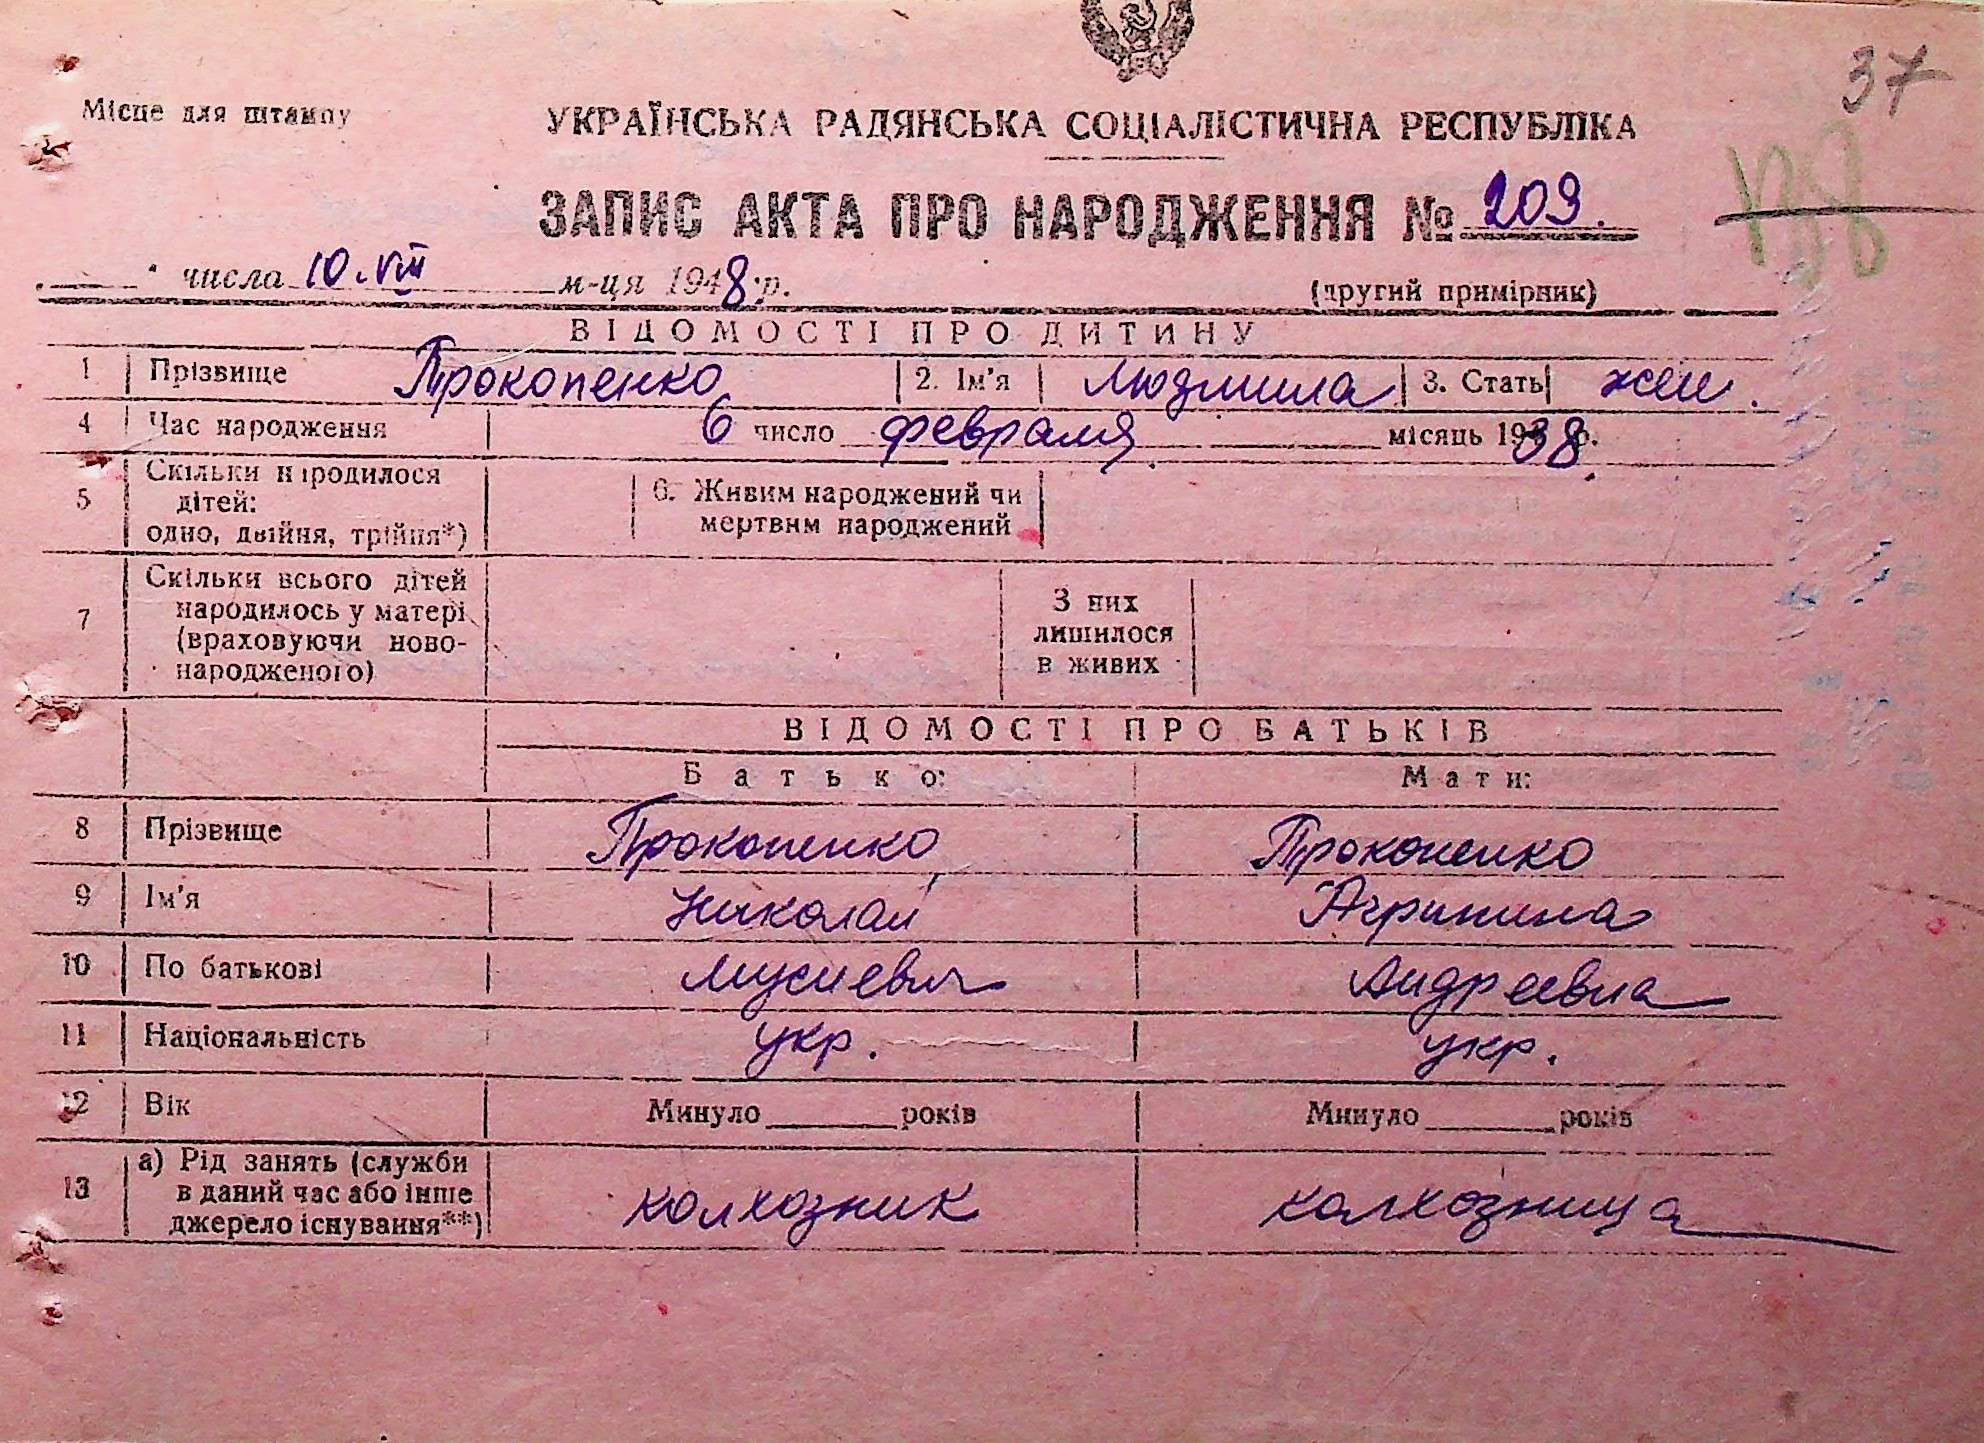 37
Місце для штампу
УКРАЇНСЬКА РАДЯНСЬКА СОЦІАЛІСТИЧНА РЕСПУБЛІКА
ЗАПИС АКТА ПРО НАРОДЖЕННЯ № 209.
числа 10.VIII м-ця 1948 р.
(другий примірник)
ВІДОМОСТІ ПРО ДИТИНУ
1 Прізвище Прокопенко 2. Ім'я Людмила 3. Стать жен.
4 Час народження 6 число февраля місяць 1938 р.
5 Скільки народилося дітей: одно, двійня, трійня*) 6. Живим народжений чи мертвим народжений
7 Скільки всього дітей народилось у матері (враховуючи ново-народженого) З них лишилося в живих
ВІДОМОСТІ ПРО БАТЬКІВ
Батько: Мати:
8 Прізвище Прокопенко Прокопенко
9 Ім'я Николай Агрипина
10 По батькові Мусиевич Андреевна
11 Національність укр. укр.
12 Вік Минуло років Минуло років
13 а) Рід занять (служби в даний час або інше джерело існування**) колхозник колхозница